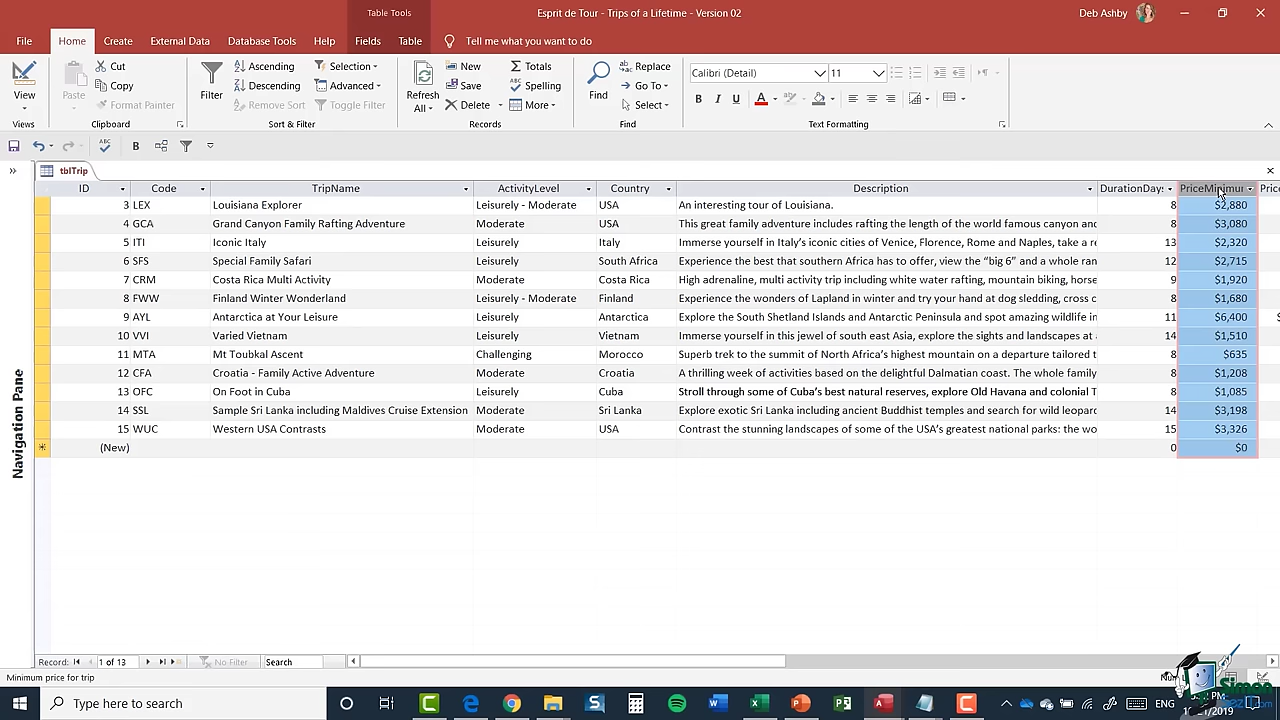 Table Tools
Esprit de Tour - Trips of a Lifetime - Version 02
Deb Ashby
File Home Create External Data Database Tools Help Fields Table Tell me what you want to do
View
Views
Paste
Cut
Copy
Format Painter
Clipboard
Filter
Ascending
Descending
Remove Sort
Selection
Advanced
Toggle Filter
Sort & Filter
Refresh All
New
Save
Delete
Totals
Spelling
More
Records
Find
Replace
Go To
Select
Find
Calibri (Detail) 11
B I U A
Text Formatting
ABC B
tblTrip
ID Code TripName ActivityLevel Country Description DurationDays PriceMinimu
3 LEX Louisiana Explorer Leisurely - Moderate USA An interesting tour of Louisiana. 8 $2,880
4 GCA Grand Canyon Family Rafting Adventure Moderate USA This great family adventure includes rafting the length of the world famous canyon and 8 $3,080
5 ITI Iconic Italy Leisurely Italy Immerse yourself in Italy's iconic cities of Venice, Florence, Rome and Naples, take a re 13 $2,320
6 SFS Special Family Safari Leisurely South Africa Experience the best that southern Africa has to offer, view the “big 6” and a whole ran 12 $2,715
7 CRM Costa Rica Multi Activity Moderate Costa Rica High adrenaline, multi activity trip including white water rafting, mountain biking, horse 9 $1,920
8 FWW Finland Winter Wonderland Leisurely - Moderate Finland Experience the wonders of Lapland in winter and try your hand at dog sledding, cross c 8 $1,680
9 AYL Antarctica at Your Leisure Leisurely Antarctica Explore the South Shetland Islands and Antarctic Peninsula and spot amazing wildlife in 11 $6,400
10 VVI Varied Vietnam Leisurely Vietnam Immerse yourself in this jewel of south east Asia, explore the sights and landscapes at 14 $1,510
11 MTA Mt Toubkal Ascent Challenging Morocco Superb trek to the summit of North Africa's highest mountain on a departure tailored t 8 $635
12 CFA Croatia - Family Active Adventure Moderate Croatia A thrilling week of activities based on the delightful Dalmatian coast. The whole family 8 $1,208
13 OFC On Foot in Cuba Leisurely Cuba Stroll through some of Cuba's best natural reserves, explore Old Havana and colonial T 8 $1,085
14 SSL Sample Sri Lanka including Maldives Cruise Extension Moderate Sri Lanka Explore exotic Sri Lanka including ancient Buddhist temples and search for wild leopard 14 $3,198
15 WUC Western USA Contrasts Moderate USA Contrast the stunning landscapes of some of the USA's greatest national parks: the wo 15 $3,326
(New) 0 $0
Navigation Pane
Record: 1 of 13 No Filter Search
Minimum price for trip
Type here to search
ENG
Simon